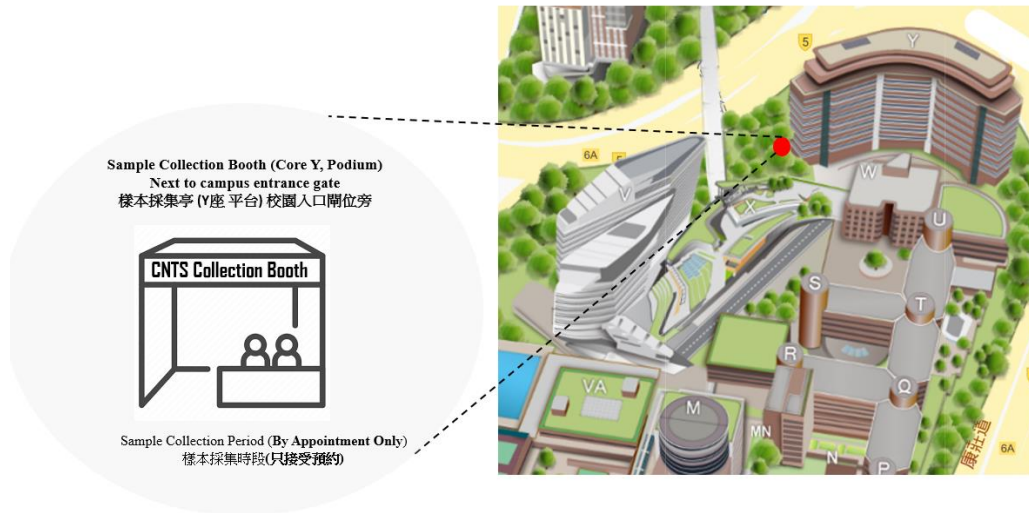 Sample Collection Booth (Core Y, Podium)
Next to campus entrance gate
樣本採集亭 (Y座 平台) 校園入口閘位旁
CNTS Collection Booth
Sample Collection Period (By Appointment Only)
樣本採集時段(只接受預約)
5
Y
6A
5
V
W
X
U
S
T
R
Q
VA
M
MN
N
P
康莊道
6A